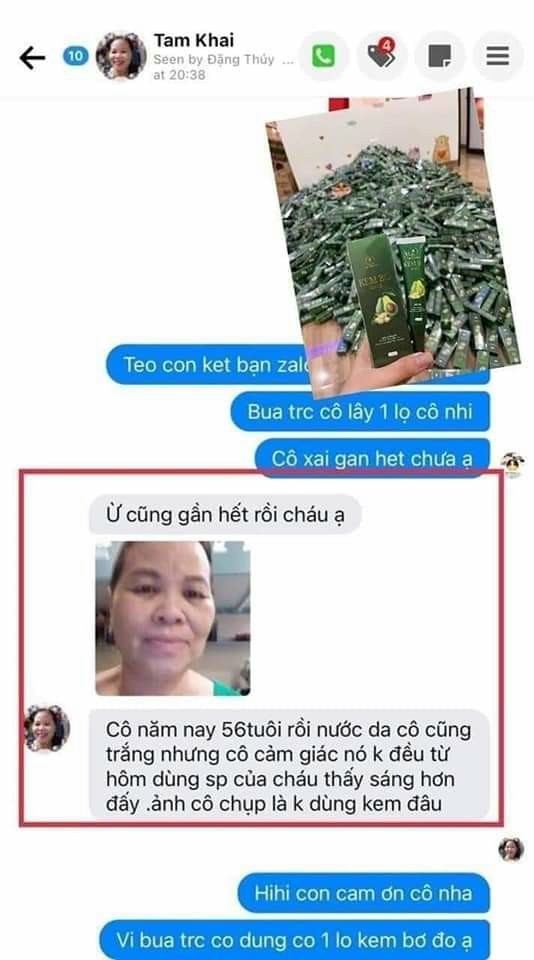 10
Tam Khai
Seen by Đặng Thúy ...
at 20:38
4
KEM BƠ
Teo con ket bạn zalo
Bua trc cô lây 1 lọ cô nhi
Cô xai gan het chưa ạ
Ừ cũng gần hết rồi cháu ạ
Cô năm nay 56tuôi rồi nước da cô cũng
trắng nhưng cô cảm giác nó k đều từ
hôm dùng sp của cháu thấy sáng hơn
đấy .ảnh cô chụp là k dùng kem đâu
Hihi con cam ơn cô nha
Vi bua trc co dung co 1 lo kem bơ đo ạ